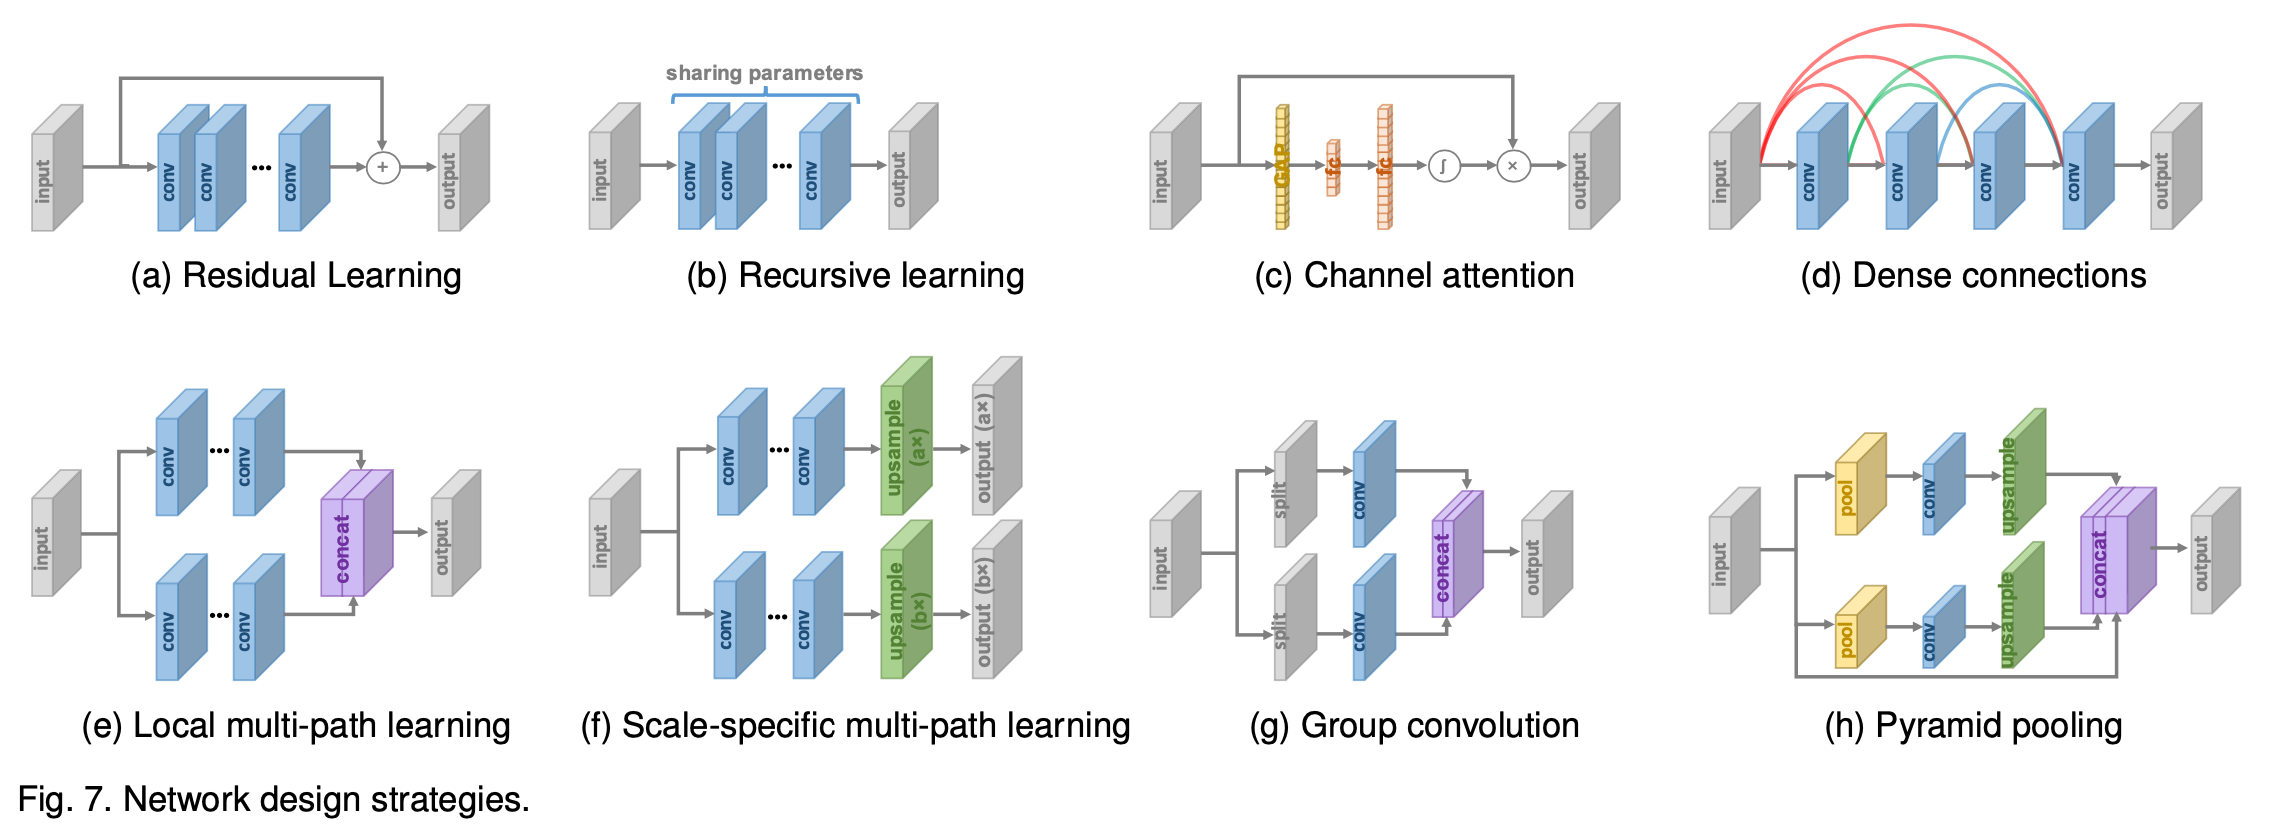 input
conv
conv
...
conv
+
output
(a) Residual Learning
sharing parameters
input
conv
conv
...
conv
output
(b) Recursive learning
input
GAP
fc
fc
∫
×
output
(c) Channel attention
input
conv
conv
conv
conv
output
(d) Dense connections
input
conv
...
conv
conv
...
conv
concat
output
(e) Local multi-path learning
input
conv
...
conv
upsample
(a×)
output (a×)
conv
...
conv
upsample
(b×)
output (b×)
(f) Scale-specific multi-path learning
input
split
conv
split
conv
concat
output
(g) Group convolution
input
pool
conv
upsample
pool
conv
upsample
concat
output
(h) Pyramid pooling
Fig. 7. Network design strategies.